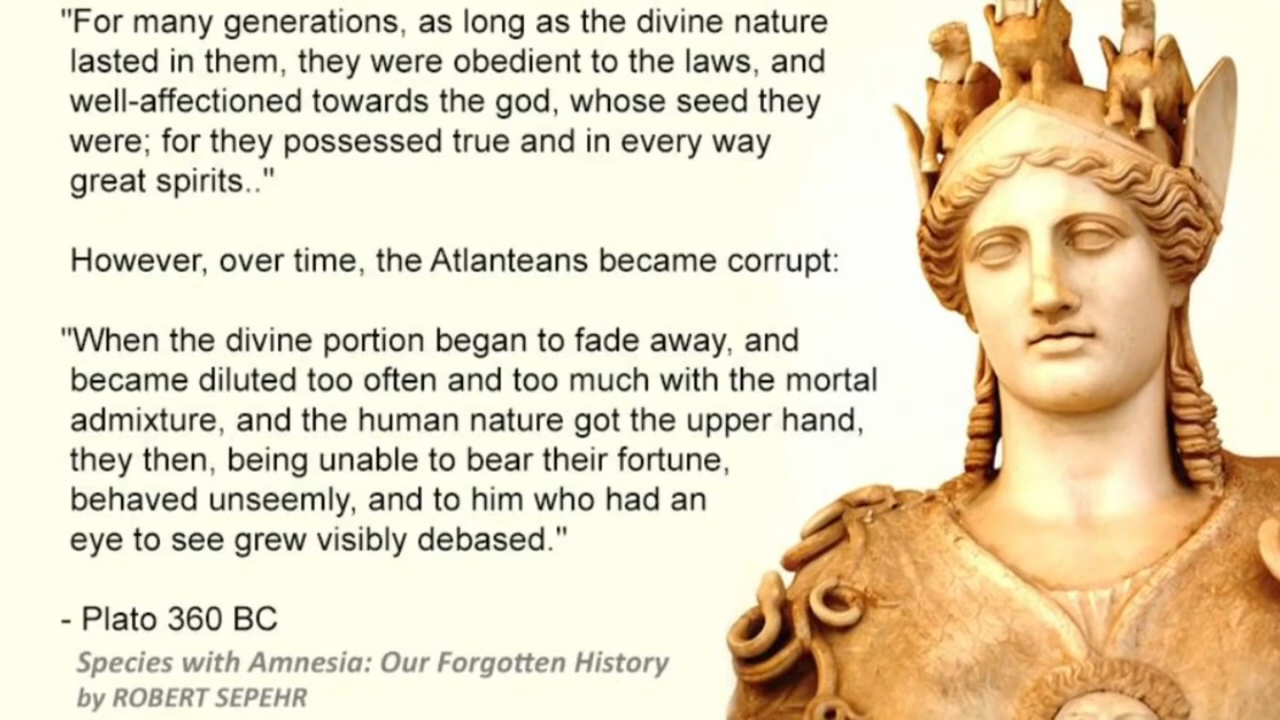 "For many generations, as long as the divine nature
lasted in them, they were obedient to the laws, and
well-affectioned towards the god, whose seed they
were; for they possessed true and in every way
great spirits.."
However, over time, the Atlanteans became corrupt:
"When the divine portion began to fade away, and
became diluted too often and too much with the mortal
admixture, and the human nature got the upper hand,
they then, being unable to bear their fortune,
behaved unseemly, and to him who had an
eye to see grew visibly debased."
- Plato 360 BC
Species with Amnesia: Our Forgotten History
by ROBERT SEPEHR